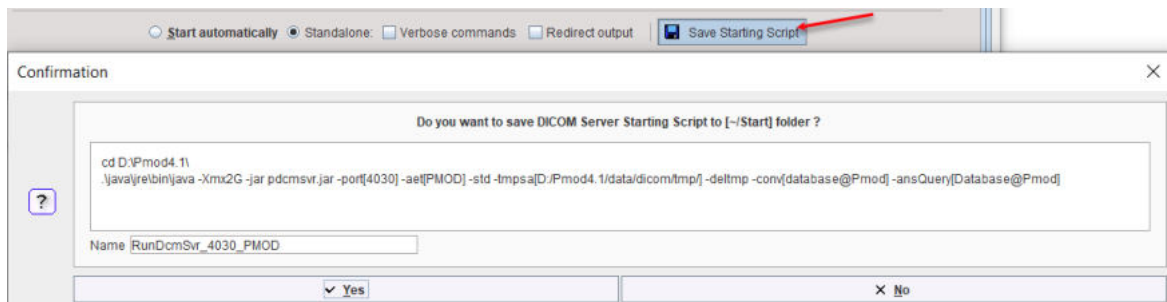 Start automatically Standalone: Verbose commands Redirect output Save Starting Script
Confirmation
Do you want to save DICOM Server Starting Script to [~/Start] folder ?
cd D:\Pmod4.1\
.\java\jre\bin\java -Xmx2G -jar pdcmsvr.jar -port[4030] -aet[PMOD] -std -tmpsa[D:/Pmod4.1/data/dicom/tmp/] -deltmp -conv[database@Pmod] -ansQuery[Database@Pmod]
?
Name RunDcmSvr_4030_PMOD
Yes No